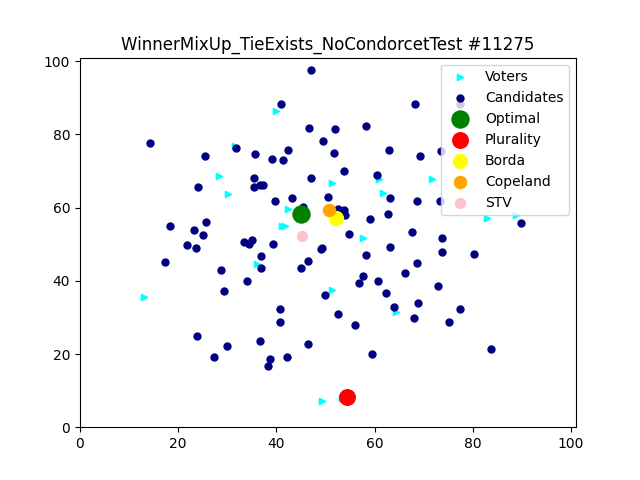 WinnerMixUp_TieExists_NoCondorcetTest #11275
100
80
60
40
20
0
0
20
40
60
80
100
Voters
Candidates
Optimal
Plurality
Borda
Copeland
STV